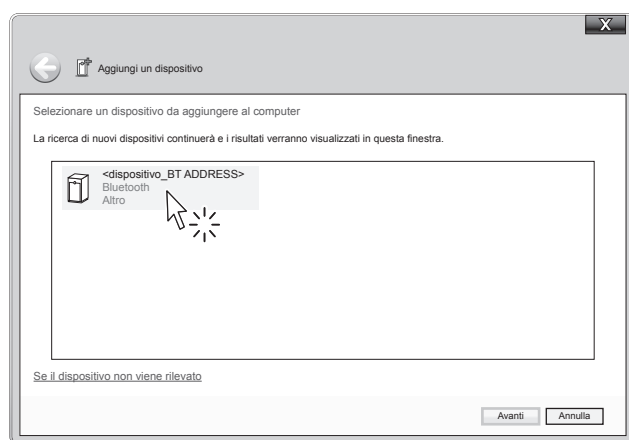 X
Aggiungi un dispositivo
Selezionare un dispositivo da aggiungere al computer
La ricerca di nuovi dispositivi continuerà e i risultati verranno visualizzati in questa finestra.
<dispositivo_BT ADDRESS>
Bluetooth
Altro
Se il dispositivo non viene rilevato
Avanti Annulla